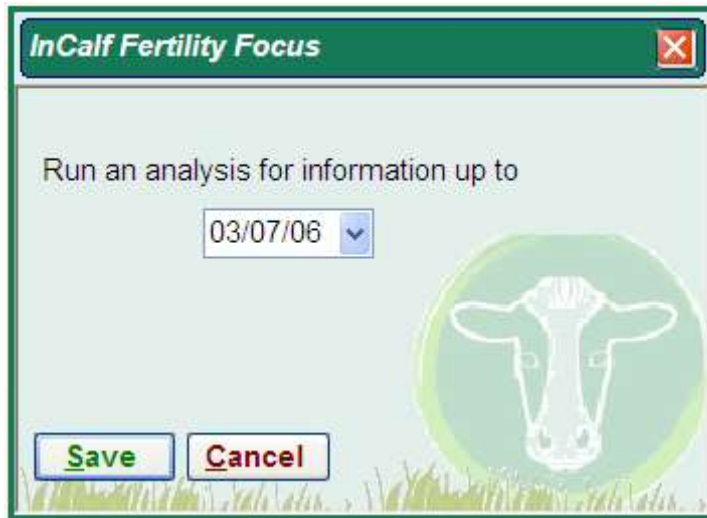 InCalf Fertility Focus
Run an analysis for information up to
03/07/06
Save Cancel